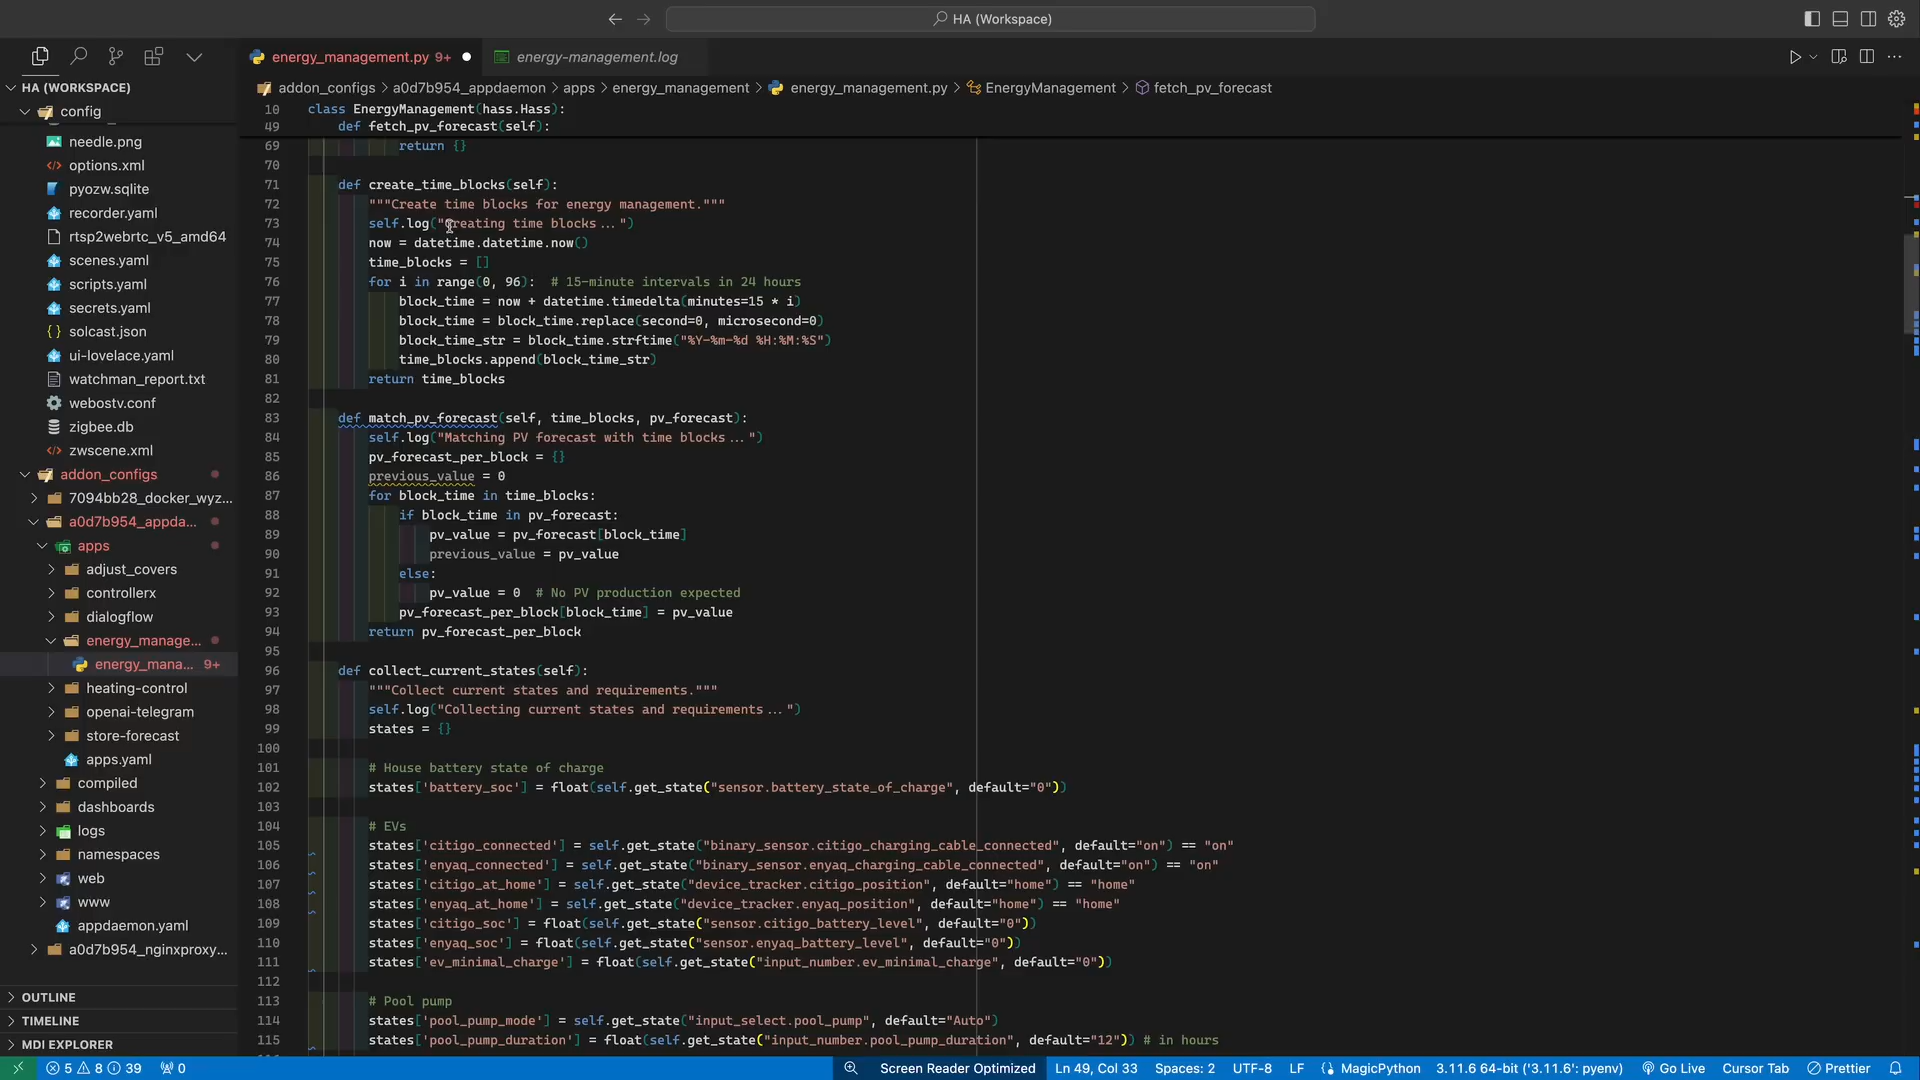 HA (Workspace)
energy_management.py 9+
energy-management.log
addon_configs > a0d7b954_appdaemon > apps > energy_management > energy_management.py > EnergyManagement > fetch_pv_forecast
HA (WORKSPACE)
config
needle.png
options.xml
pyozw.sqlite
recorder.yaml
rtsp2webrtc_v5_amd64
scenes.yaml
scripts.yaml
secrets.yaml
solcast.json
ui-lovelace.yaml
watchman_report.txt
webostv.conf
zigbee.db
zwscene.xml
addon_configs
7094bb28_docker_wyz...
a0d7b954_appda...
apps
adjust_covers
controllerx
dialogflow
energy_manage...
energy_mana... 9+
heating-control
openai-telegram
store-forecast
apps.yaml
compiled
dashboards
logs
namespaces
web
www
appdaemon.yaml
a0d7b954_nginxproxy...
OUTLINE
TIMELINE
MDI EXPLORER
10 class EnergyManagement(hass.Hass):
49 def fetch_pv_forecast(self):
69 return {}
70
71 def create_time_blocks(self):
72 """Create time blocks for energy management."""
73 self.log("Creating time blocks...")
74 now = datetime.datetime.now()
75 time_blocks = []
76 for i in range(0, 96): # 15-minute intervals in 24 hours
77 block_time = now + datetime.timedelta(minutes=15 * i)
78 block_time = block_time.replace(second=0, microsecond=0)
79 block_time_str = block_time.strftime("%Y-%m-%d %H:%M:%S")
80 time_blocks.append(block_time_str)
81 return time_blocks
82
83 def match_pv_forecast(self, time_blocks, pv_forecast):
84 self.log("Matching PV forecast with time blocks...")
85 pv_forecast_per_block = {}
86 previous_value = 0
87 for block_time in time_blocks:
88 if block_time in pv_forecast:
89 pv_value = pv_forecast[block_time]
90 previous_value = pv_value
91 else:
92 pv_value = 0 # No PV production expected
93 pv_forecast_per_block[block_time] = pv_value
94 return pv_forecast_per_block
95
96 def collect_current_states(self):
97 """Collect current states and requirements."""
98 self.log("Collecting current states and requirements...")
99 states = {}
100
101 # House battery state of charge
102 states['battery_soc'] = float(self.get_state("sensor.battery_state_of_charge", default="0"))
103
104 # EVs
105 states['citigo_connected'] = self.get_state("binary_sensor.citigo_charging_cable_connected", default="on") == "on"
106 states['enyaq_connected'] = self.get_state("binary_sensor.enyaq_charging_cable_connected", default="on") == "on"
107 states['citigo_at_home'] = self.get_state("device_tracker.citigo_position", default="home") == "home"
108 states['enyaq_at_home'] = self.get_state("device_tracker.enyaq_position", default="home") == "home"
109 states['citigo_soc'] = float(self.get_state("sensor.citigo_battery_level", default="0"))
110 states['enyaq_soc'] = float(self.get_state("sensor.enyaq_battery_level", default="0"))
111 states['ev_minimal_charge'] = float(self.get_state("input_number.ev_minimal_charge", default="0"))
112
113 # Pool pump
114 states['pool_pump_mode'] = self.get_state("input_select.pool_pump", default="Auto")
115 states['pool_pump_duration'] = float(self.get_state("input_number.pool_pump_duration", default="12")) # in hours
5 8 39 0
Screen Reader Optimized Ln 49, Col 33 Spaces: 2 UTF-8 LF MagicPython 3.11.6 64-bit ('3.11.6': pyenv) Go Live Cursor Tab Prettier